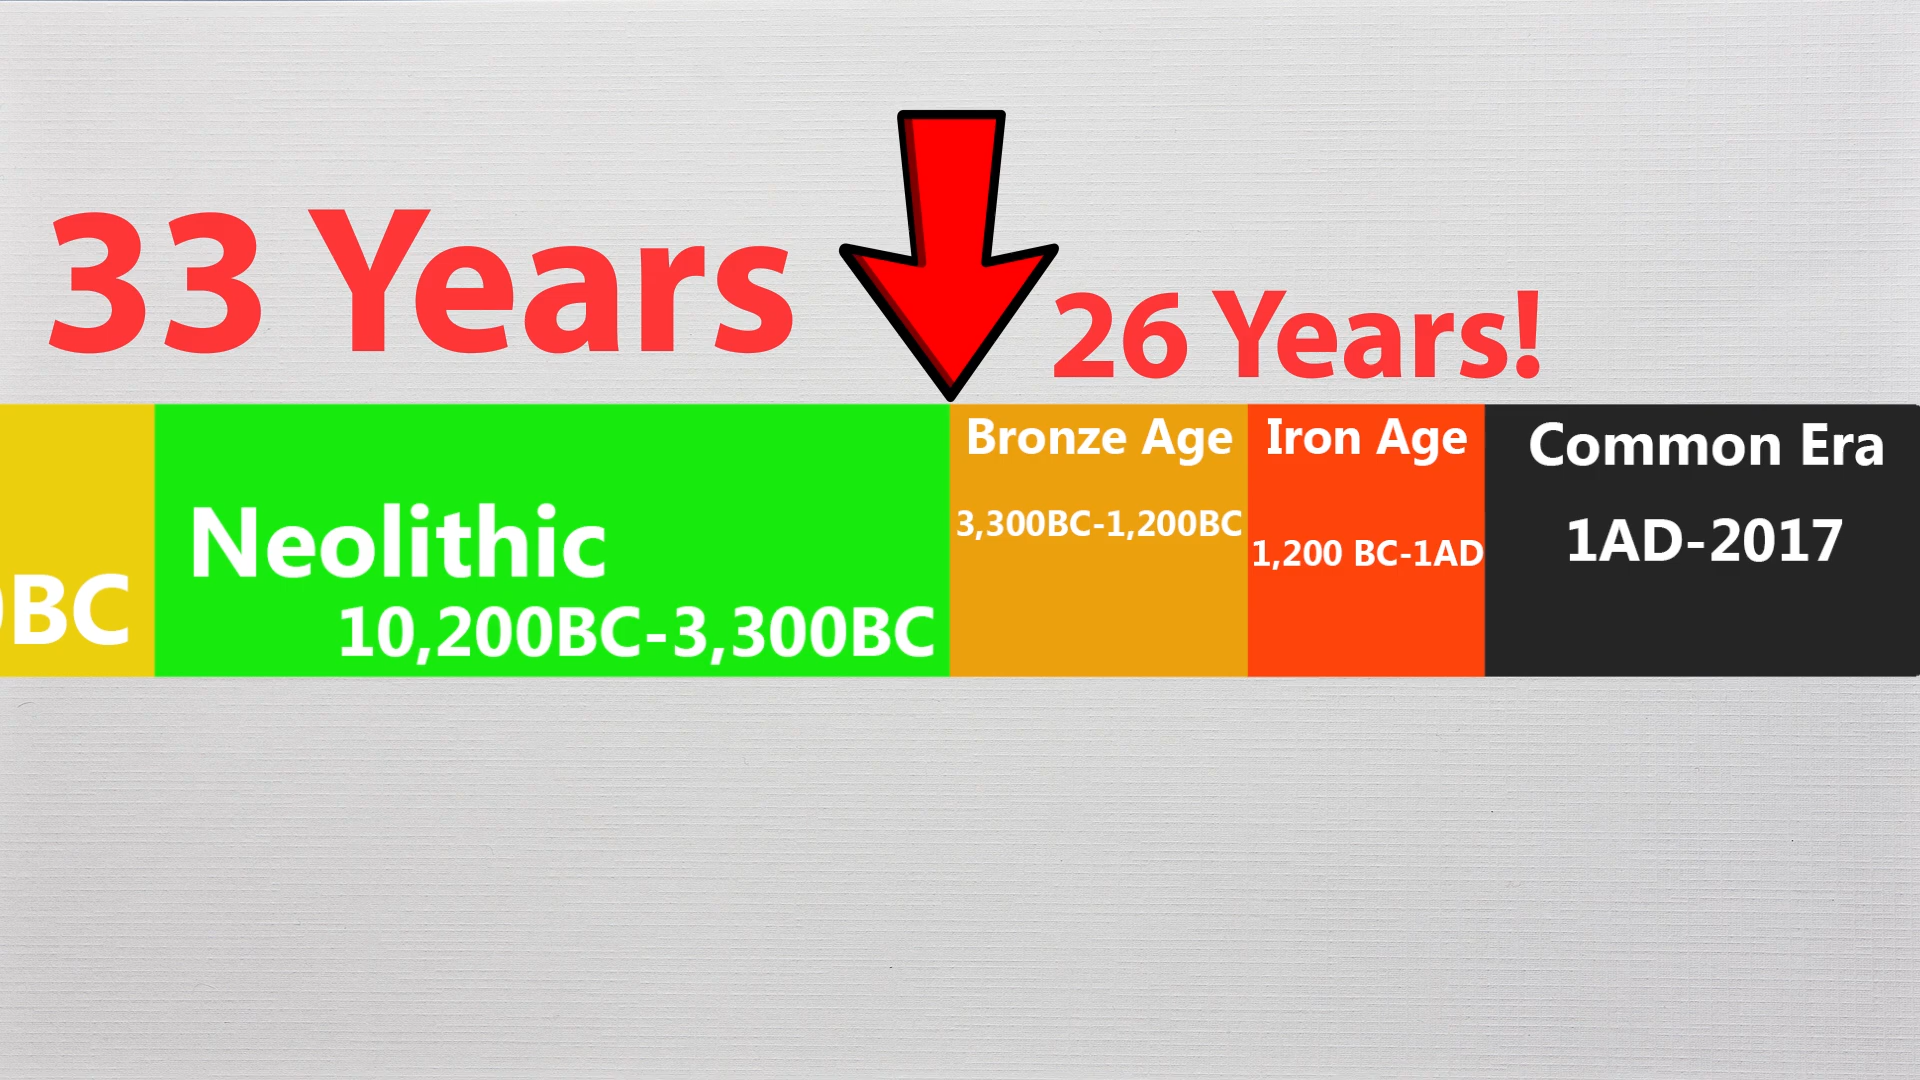 33 Years
26 Years!
BC
Neolithic
10,200BC-3,300BC
Bronze Age
3,300BC-1,200BC
Iron Age
1,200 BC-1AD
Common Era
1AD-2017